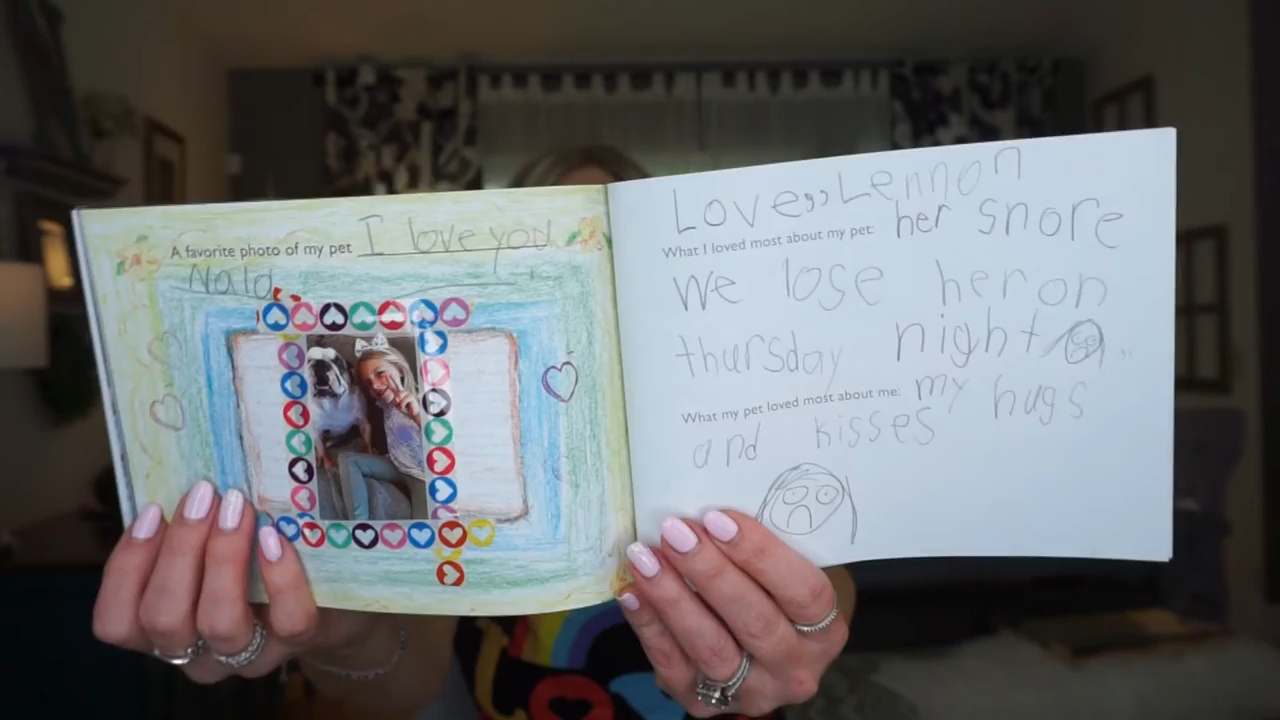 A favorite photo of my pet I love you
Nala
Love,, Lennon
What I loved most about my pet: her snore
We lose her on
thursday night
What my pet loved most about me: my hugs
and kisses